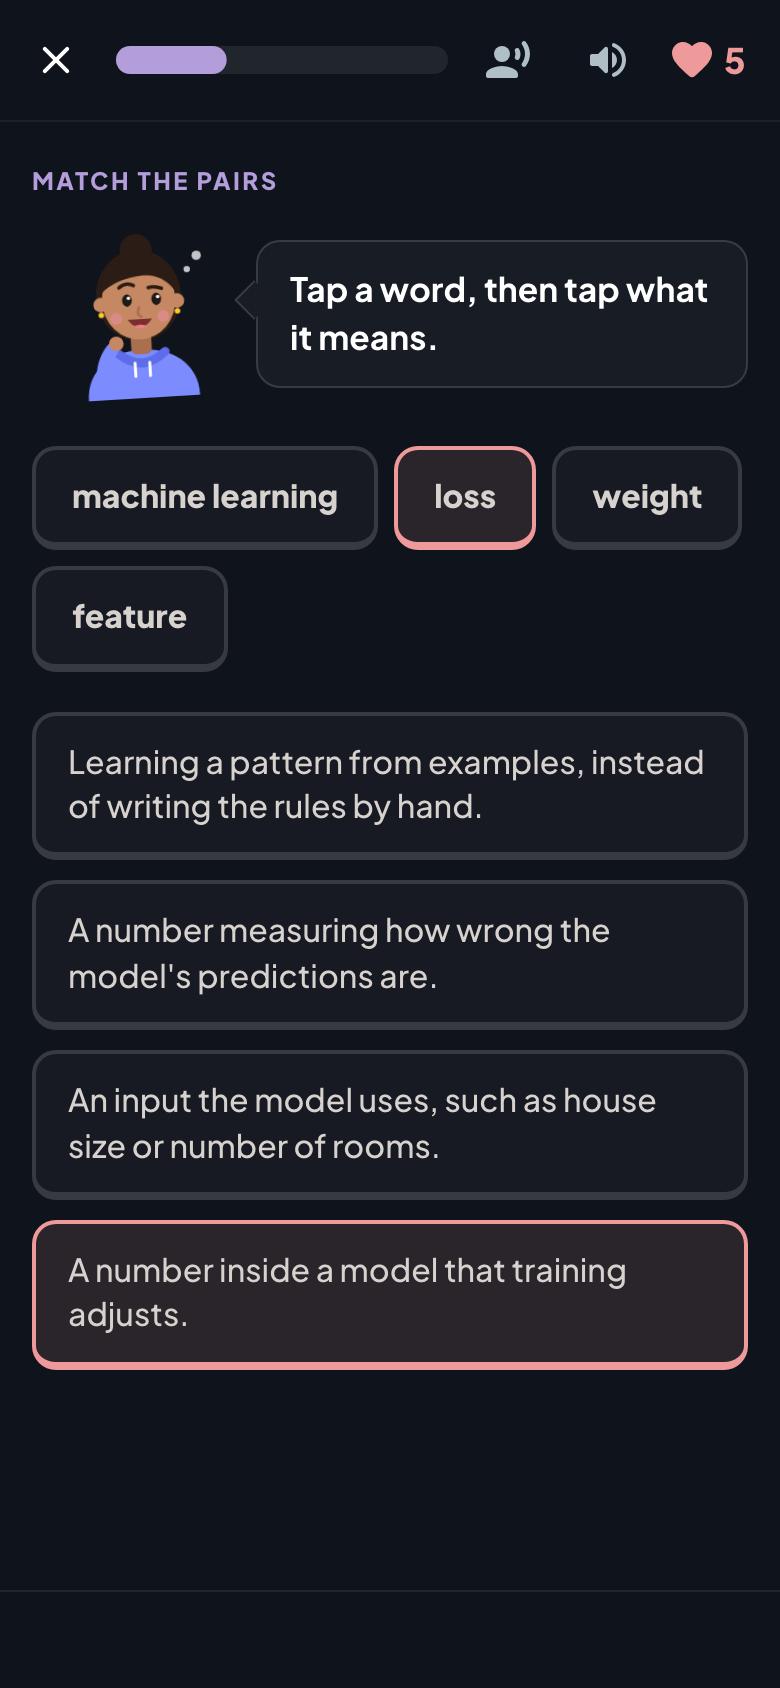 5
MATCH THE PAIRS
Tap a word, then tap what
it means.
machine learning
loss
weight
feature
Learning a pattern from examples, instead
of writing the rules by hand.
A number measuring how wrong the
model's predictions are.
An input the model uses, such as house
size or number of rooms.
A number inside a model that training
adjusts.